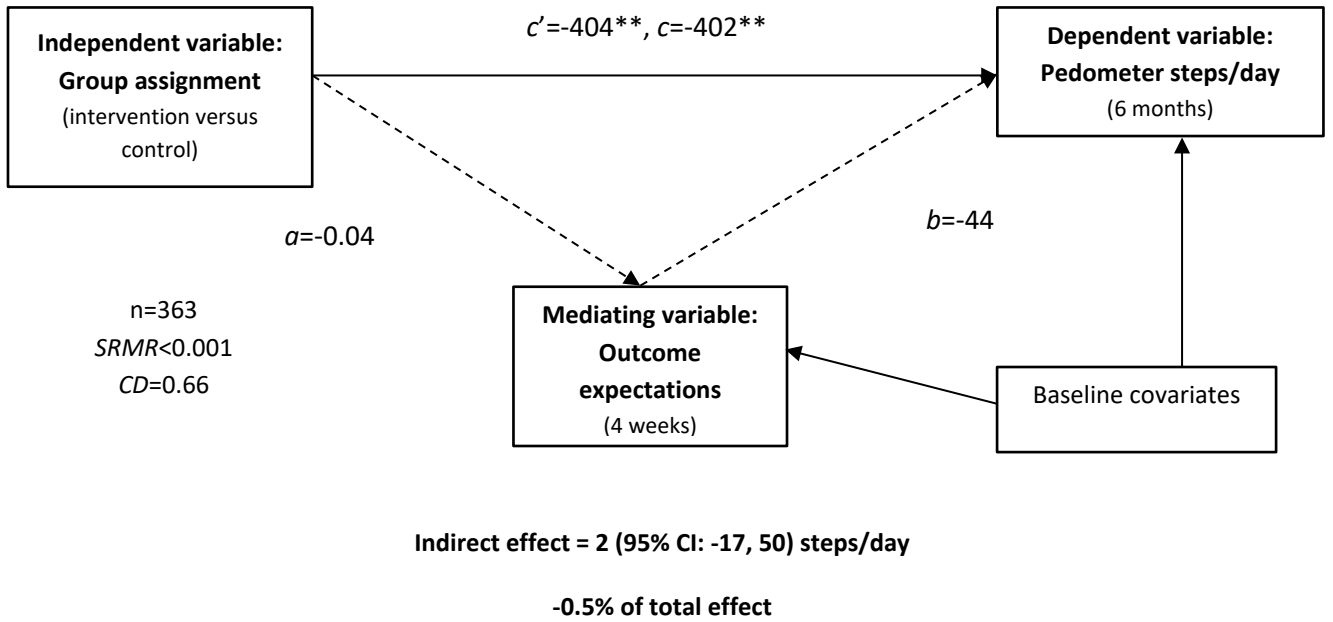 Independent variable:
Group assignment
(intervention versus
control)
c’=-404**, c=-402**
Dependent variable:
Pedometer steps/day
(6 months)
a=-0.04
b=-44
n=363
SRMR<0.001
CD=0.66
Mediating variable:
Outcome
expectations
(4 weeks)
Baseline covariates
Indirect effect = 2 (95% CI: -17, 50) steps/day
-0.5% of total effect